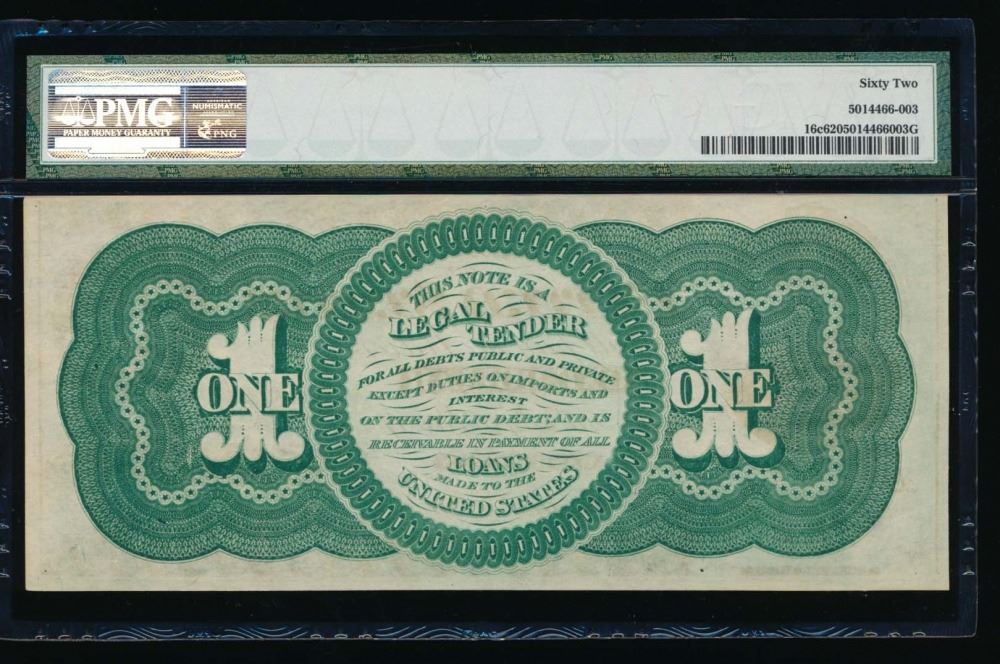 PMG
PAPER MONEY GUARANTY
NUMISMATIC
PNG
Sixty Two
5014466-003
16c6205014466003G
THIS NOTE IS A
LEGAL TENDER
FOR ALL DEBTS PUBLIC AND PRIVATE
EXCEPT DUTIES ON IMPORTS AND
INTEREST
ON THE PUBLIC DEBT; AND IS
RECEIVABLE IN PAYMENT OF ALL
LOANS
MADE TO THE
UNITED STATES
1
ONE
1
ONE